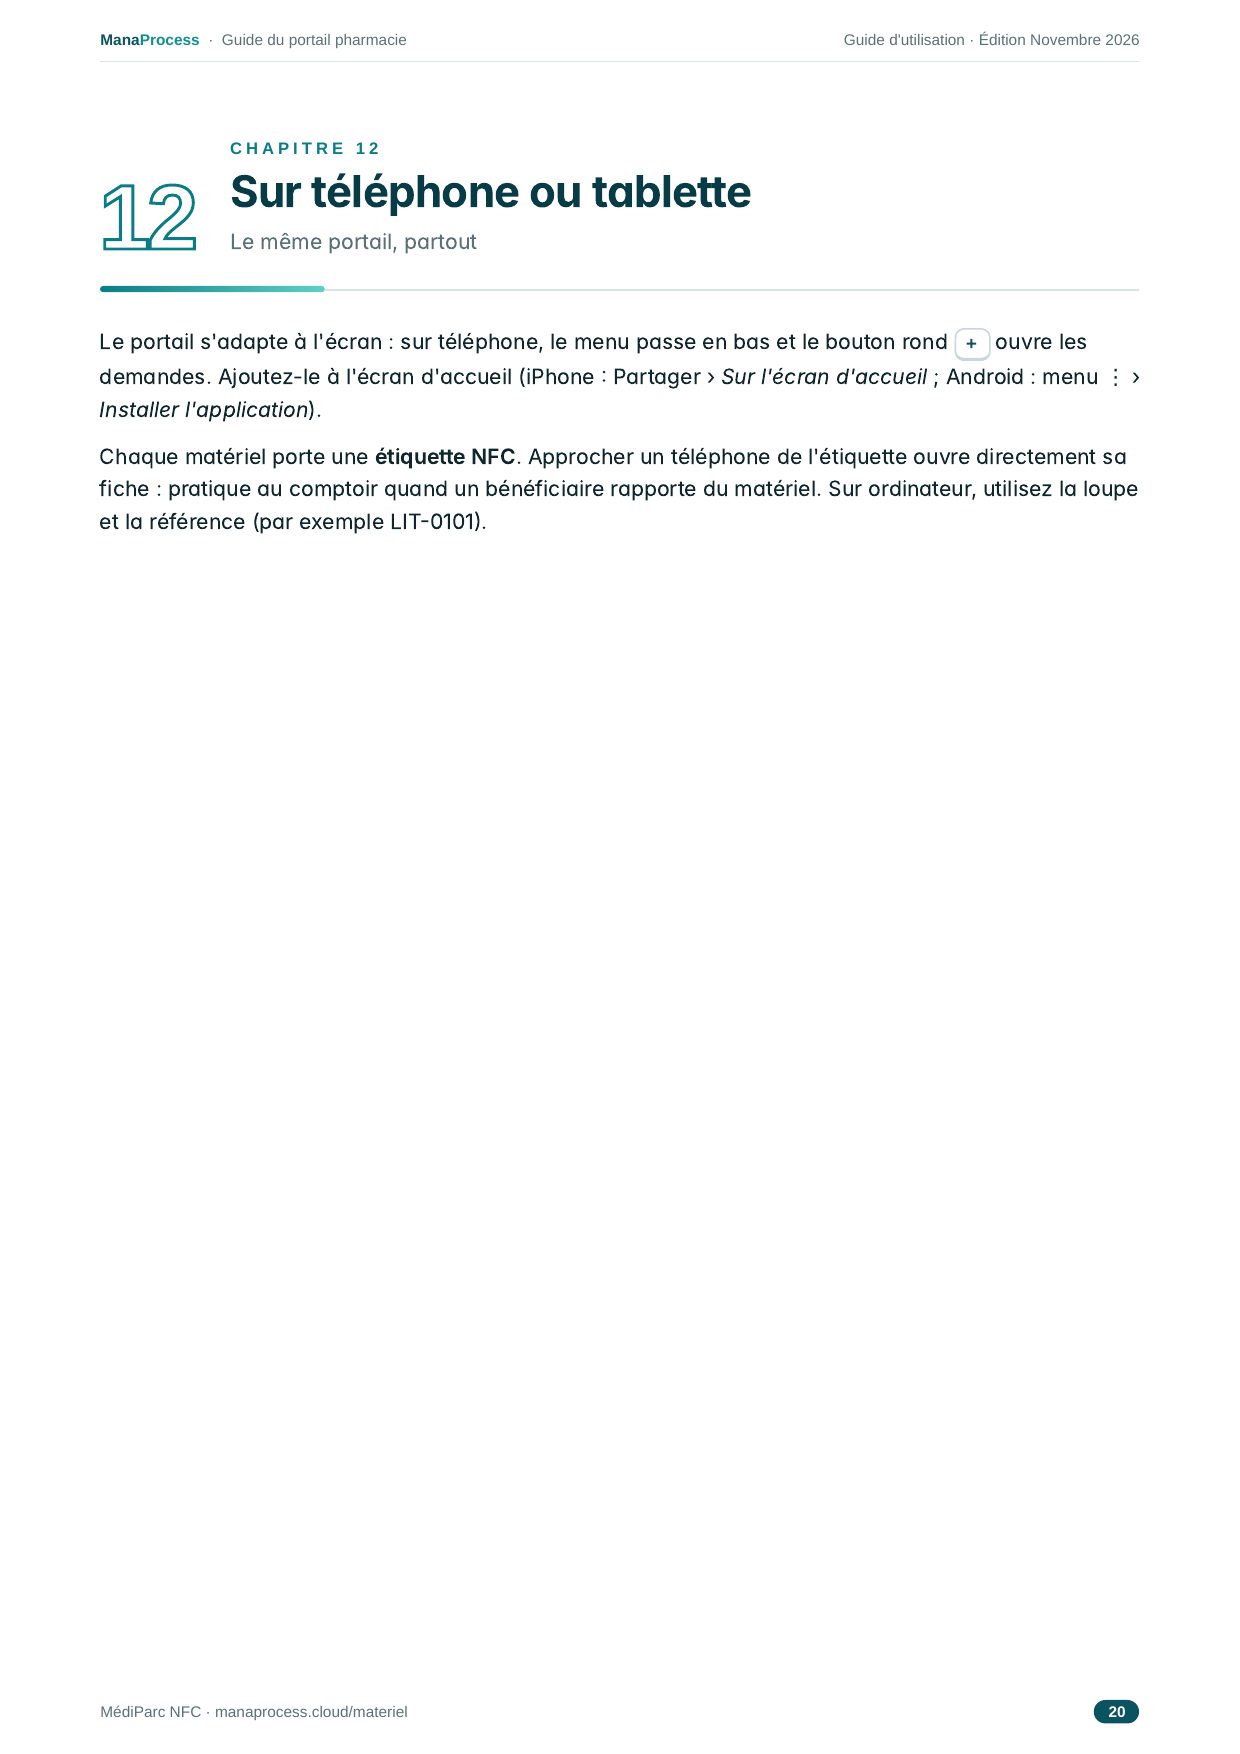 ManaProcess · Guide du portail pharmacie
Guide d'utilisation · Édition Novembre 2026
CHAPITRE 12
12
Sur téléphone ou tablette
Le même portail, partout
Le portail s'adapte à l'écran : sur téléphone, le menu passe en bas et le bouton rond + ouvre les
demandes. Ajoutez-le à l'écran d'accueil (iPhone : Partager › Sur l'écran d'accueil ; Android : menu ⋮ ›
Installer l'application).
Chaque matériel porte une étiquette NFC. Approcher un téléphone de l'étiquette ouvre directement sa
fiche : pratique au comptoir quand un bénéficiaire rapporte du matériel. Sur ordinateur, utilisez la loupe
et la référence (par exemple LIT-0101).
MédiParc NFC · manaprocess.cloud/materiel
20